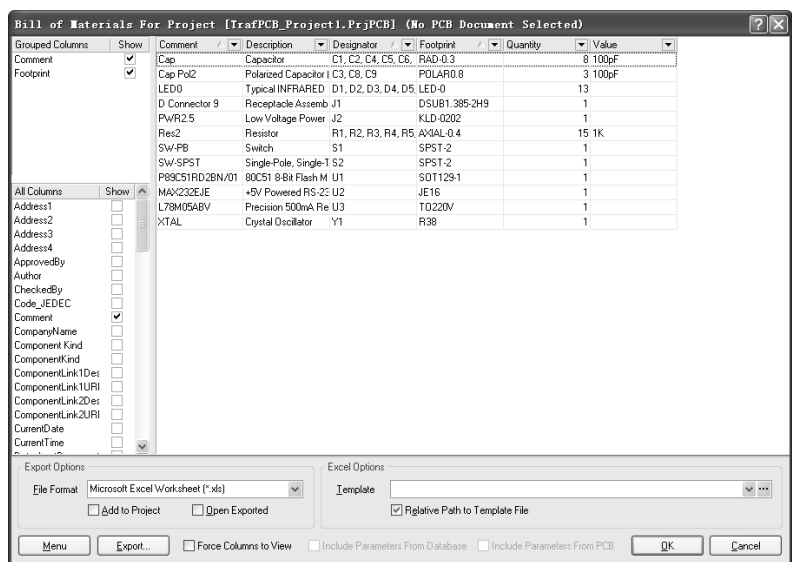 Bill of Materials For Project [TrafPCB_Project1.PrjPCB] (No PCB Document Selected)
Grouped Columns Show
Comment
Footprint
Comment Description Designator Footprint Quantity Value
Cap Capacitor C1, C2, C4, C5, C6, RAD-0.3 8 100pF
Cap Pol2 Polarized Capacitor ( C3, C8, C9 POLAR0.8 3 100pF
LED0 Typical INFRARED D1, D2, D3, D4, D5, LED-0 13
D Connector 9 Receptacle Assemb J1 DSUB1.385-2H9 1
PWR2.5 Low Voltage Power J2 KLD-0202 1
Res2 Resistor R1, R2, R3, R4, R5, AXIAL-0.4 15 1K
SW-PB Switch S1 SPST-2 1
SW-SPST Single-Pole, Single-T S2 SPST-2 1
P89C51RD2BN/01 80C51 8-Bit Flash M U1 SOT129-1 1
MAX232EJE +5V Powered RS-23 U2 JE16 1
L78M05ABV Precision 500mA Re U3 TO220V 1
XTAL Crystal Oscillator Y1 R38 1
All Columns Show
Address1
Address2
Address3
Address4
ApprovedBy
Author
CheckedBy
Code_JEDEC
Comment
CompanyName
Component Kind
ComponentKind
ComponentLink1Des
ComponentLink1URl
ComponentLink2Des
ComponentLink2URl
CurrentDate
CurrentTime
Export Options
File Format Microsoft Excel Worksheet (*.xls)
Add to Project Open Exported
Excel Options
Template
Relative Path to Template File
Menu Export... Force Columns to View Include Parameters From Database Include Parameters From PCB OK Cancel